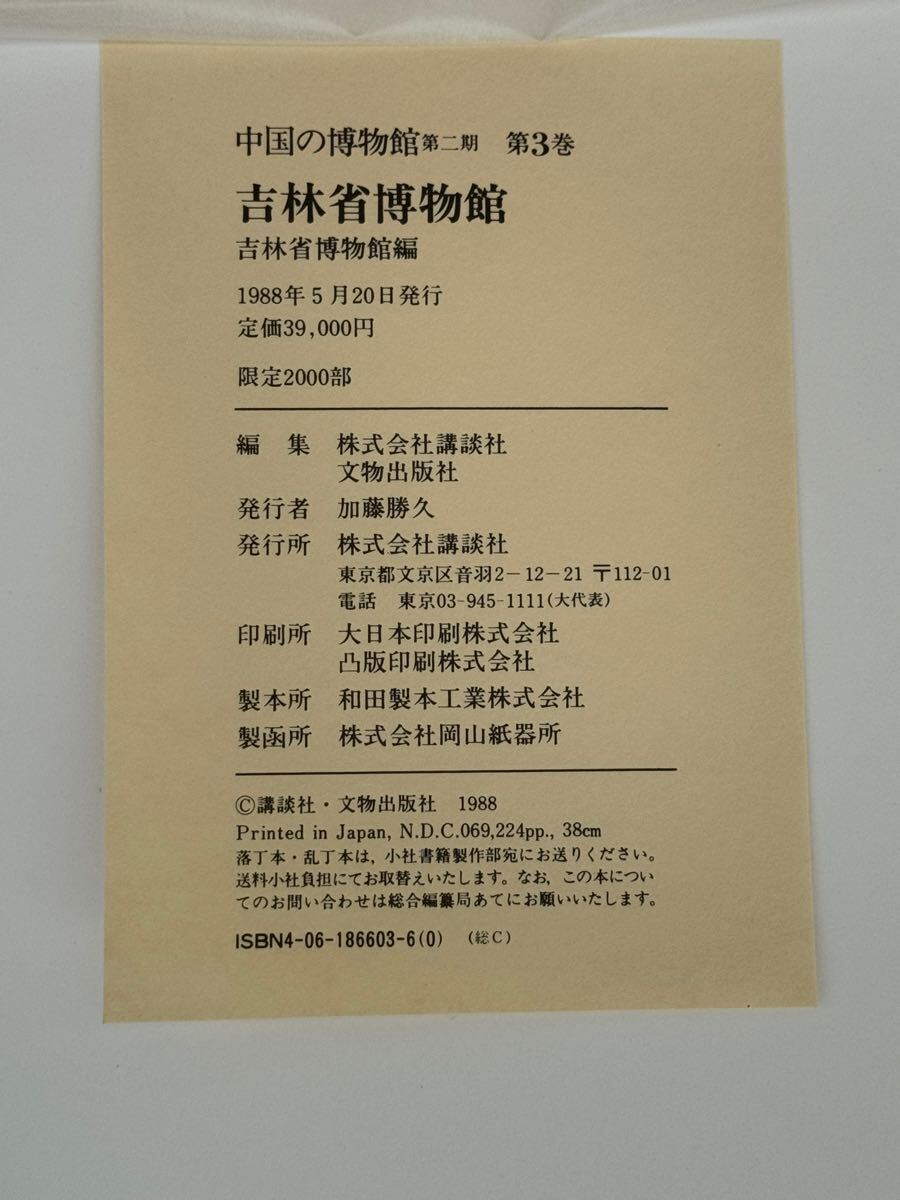 中国の博物館 第二期 第3巻
吉林省博物館
吉林省博物館編
1988年5月20日発行
定価39,000円
限定2000部
編 集 株式会社講談社
文物出版社
発行者 加藤勝久
発行所 株式会社講談社
東京都文京区音羽2-12-21 〒112-01
電話 東京03-945-1111(大代表)
印刷所 大日本印刷株式会社
凸版印刷株式会社
製本所 和田製本工業株式会社
製函所 株式会社岡山紙器所
©講談社・文物出版社 1988
Printed in Japan, N.D.C.069,224pp., 38cm
落丁本・乱丁本は,小社書籍製作部宛にお送りください。
送料小社負担にてお取替えいたします。なお,この本につい
てのお問い合わせは総合編纂局あてにお願いいたします。
ISBN4-06-186603-6(0) (総C)